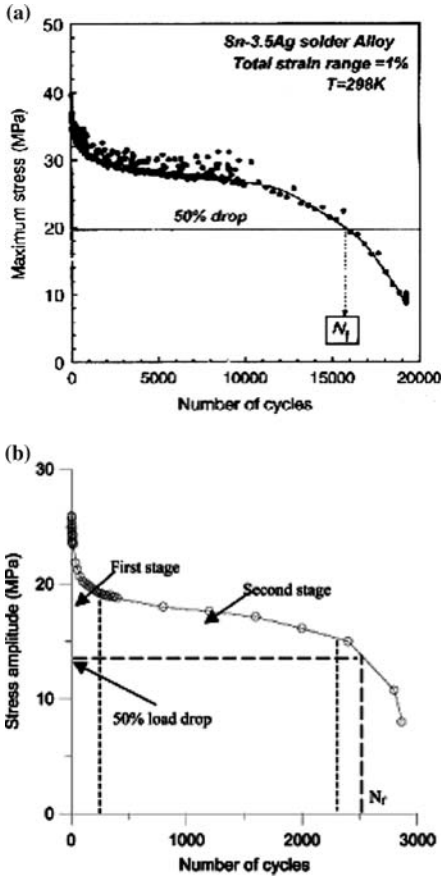 (a)
Sn-3.5Ag solder Alloy
Total strain range =1%
T=298K
Maximum stress (MPa)
50
40
30
20
10
0
50% drop
Nf
0 5000 10000 15000 20000
Number of cycles
(b)
Stress amplitude (MPa)
30
20
10
0
First stage
Second stage
50% load drop
Nf
0 1000 2000 3000
Number of cycles